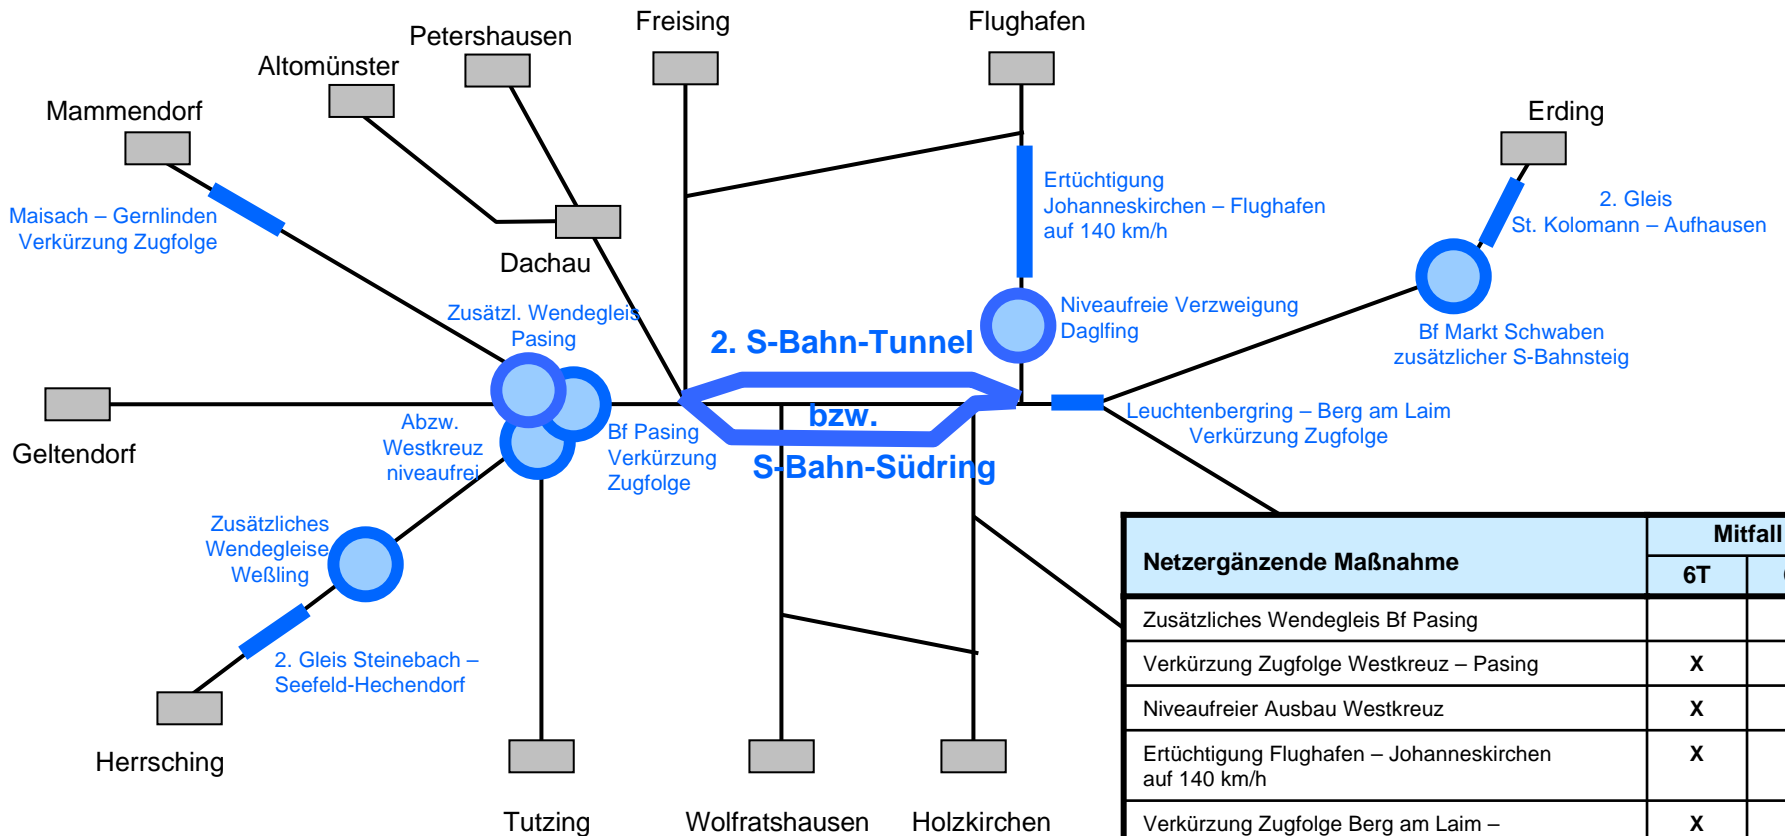 Freising
Flughafen
Petershausen
Altomünster
Mammendorf
Erding
Maisach – Gernlinden
Verkürzung Zugfolge
Ertüchtigung
Johanneskirchen – Flughafen
auf 140 km/h
2. Gleis
St. Kolomann – Aufhausen
Dachau
Zusätzl. Wendegleis
Pasing
2. S-Bahn-Tunnel
Niveaufreie Verzweigung
Daglfing
Bf Markt Schwaben
zusätzlicher S-Bahnsteig
Geltendorf
Abzw.
Westkreuz
niveaufrei
Bf Pasing
Verkürzung
Zugfolge
bzw.
S-Bahn-Südring
Leuchtenbergring – Berg am Laim
Verkürzung Zugfolge
Zusätzliches
Wendegleise
Weßling
2. Gleis Steinebach –
Seefeld-Hechendorf
Herrsching
Tutzing
Wolfratshausen
Holzkirchen
Netzergänzende Maßnahme
Mitfall
6T
Zusätzliches Wendegleis Bf Pasing
Verkürzung Zugfolge Westkreuz – Pasing X
Niveaufreier Ausbau Westkreuz X
Ertüchtigung Flughafen – Johanneskirchen X
auf 140 km/h
Verkürzung Zugfolge Berg am Laim – X